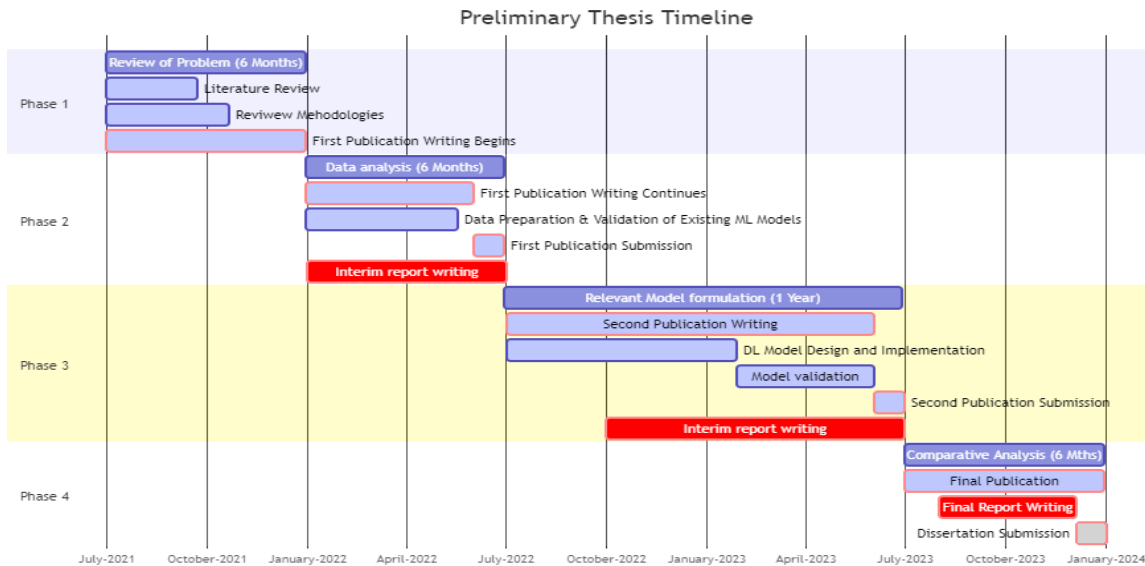 Preliminary Thesis Timeline
Phase 1
Review of Problem (6 Months)
Literature Review
Reviwew Mehodologies
First Publication Writing Begins
Phase 2
Data analysis (6 Months)
First Publication Writing Continues
Data Preparation & Validation of Existing ML Models
First Publication Submission
Interim report writing
Phase 3
Relevant Model formulation (1 Year)
Second Publication Writing
DL Model Design and Implementation
Model validation
Second Publication Submission
Interim report writing
Phase 4
Comparative Analysis (6 Mths)
Final Publication
Final Report Writing
Dissertation Submission
July-2021 October-2021 January-2022 April-2022 July-2022 October-2022 January-2023 April-2023 July-2023 October-2023 January-2024